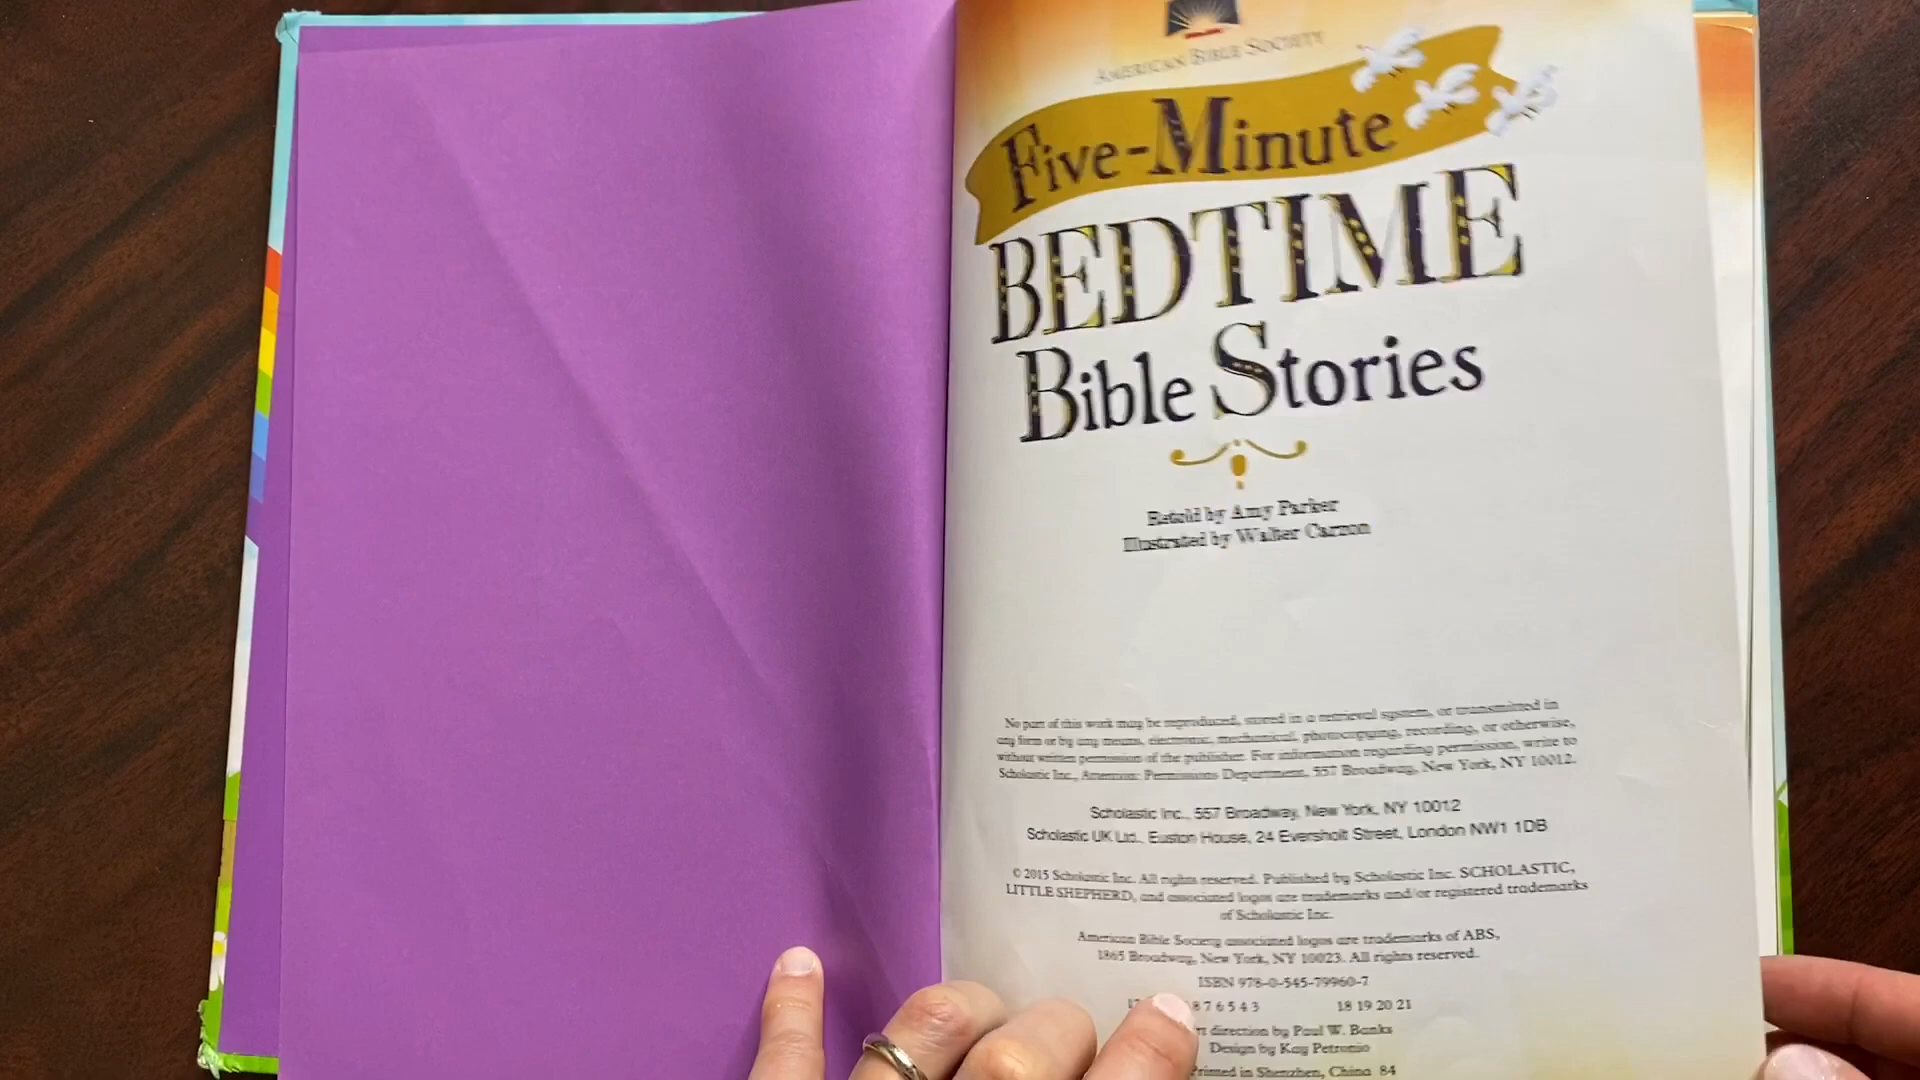 AMERICAN BIBLE SOCIETY
Five-Minute
BEDTIME
Bible Stories
Retold by Amy Parker
Illustrated by Walter Carzon
No part of this work may be reproduced, stored in a retrieval system, or transmitted in
any form or by any means, electronic, mechanical, photocopying, recording, or otherwise,
without written permission of the publisher. For information regarding permission, write to
Scholastic Inc., Attention: Permissions Department, 557 Broadway, New York, NY 10012.
Scholastic Inc., 557 Broadway, New York, NY 10012
Scholastic UK Ltd., Euston House, 24 Eversholt Street, London NW1 1DB
© 2015 Scholastic Inc. All rights reserved. Published by Scholastic Inc. SCHOLASTIC,
LITTLE SHEPHERD, and associated logos are trademarks and/or registered trademarks
of Scholastic Inc.
American Bible Society associated logos are trademarks of ABS,
1865 Broadway, New York, NY 10023. All rights reserved.
ISBN 978-0-545-79960-7
8 7 6 5 4 3 18 19 20 21
direction by Paul W. Banks
Design by Kay Petronio
Printed in Shenzhen, China 84